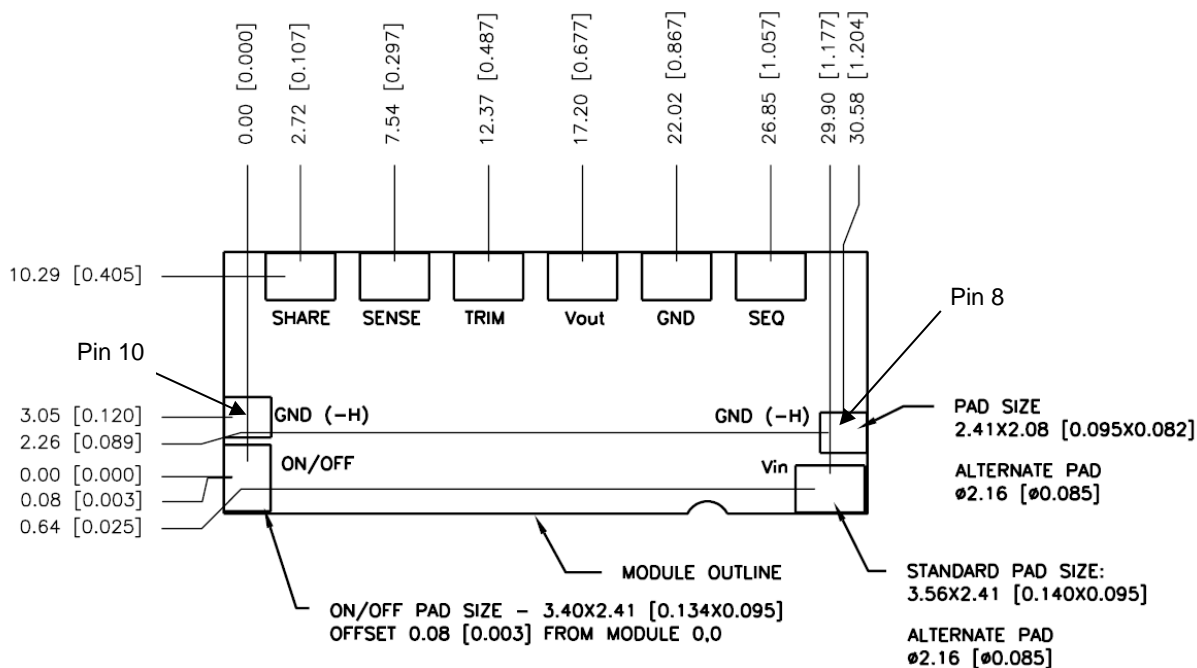 0.00 [0.000]
2.72 [0.107]
7.54 [0.297]
12.37 [0.487]
17.20 [0.677]
22.02 [0.867]
26.85 [1.057]
29.90 [1.177]
30.58 [1.204]
10.29 [0.405]
SHARE
SENSE
TRIM
Vout
GND
SEQ
Pin 8
Pin 10
3.05 [0.120]
GND (-H)
GND (-H)
PAD SIZE
2.41X2.08 [0.095X0.082]
2.26 [0.089]
0.00 [0.000]
ON/OFF
Vin
ALTERNATE PAD
ø2.16 [ø0.085]
0.08 [0.003]
0.64 [0.025]
MODULE OUTLINE
STANDARD PAD SIZE:
3.56X2.41 [0.140X0.095]
ON/OFF PAD SIZE - 3.40X2.41 [0.134X0.095]
OFFSET 0.08 [0.003] FROM MODULE 0,0
ALTERNATE PAD
ø2.16 [ø0.085]